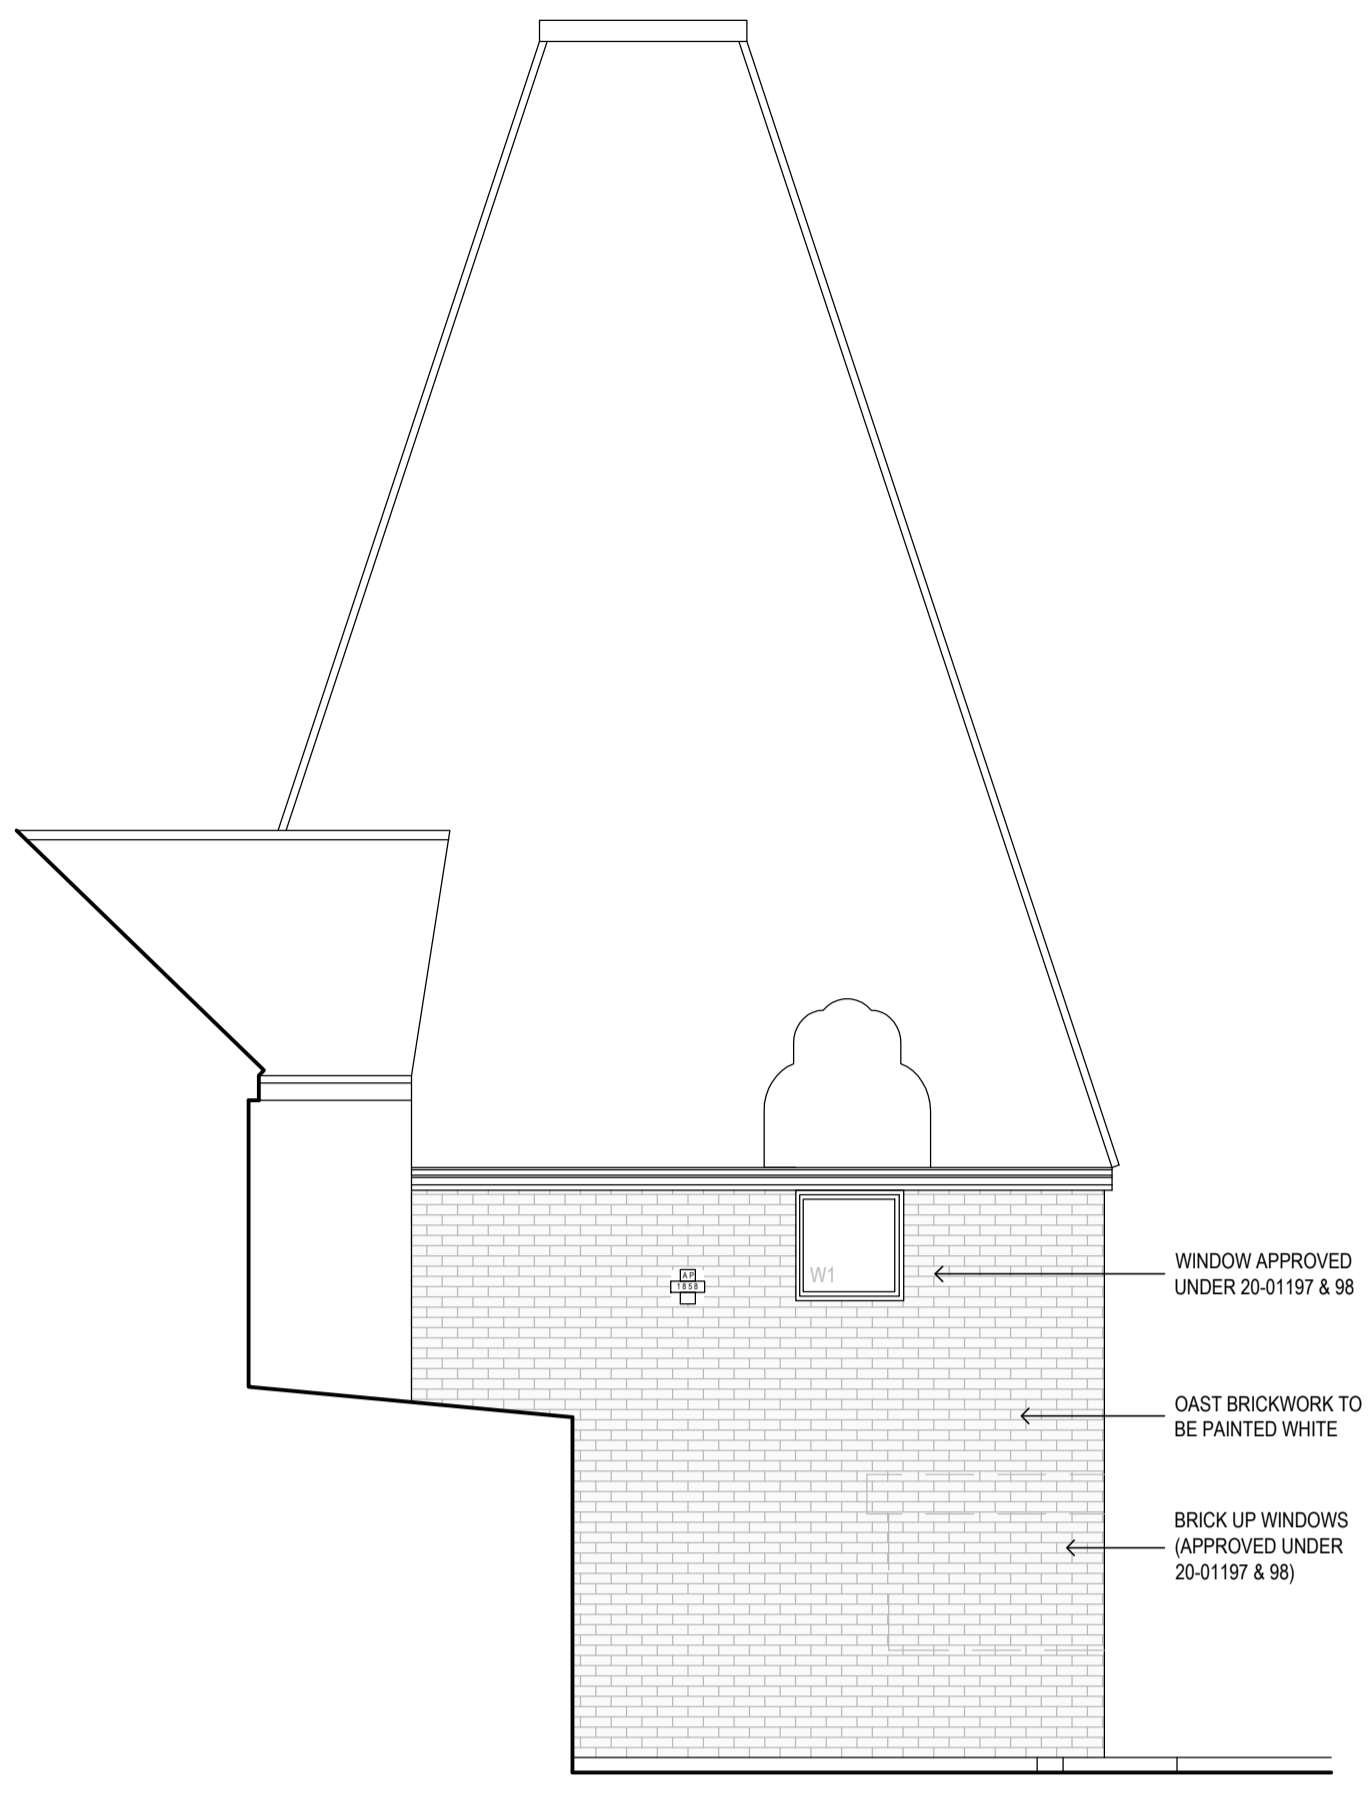 AP
1858
W1
WINDOW APPROVED
UNDER 20-01197 & 98
OAST BRICKWORK TO
BE PAINTED WHITE
BRICK UP WINDOWS
(APPROVED UNDER
20-01197 & 98)